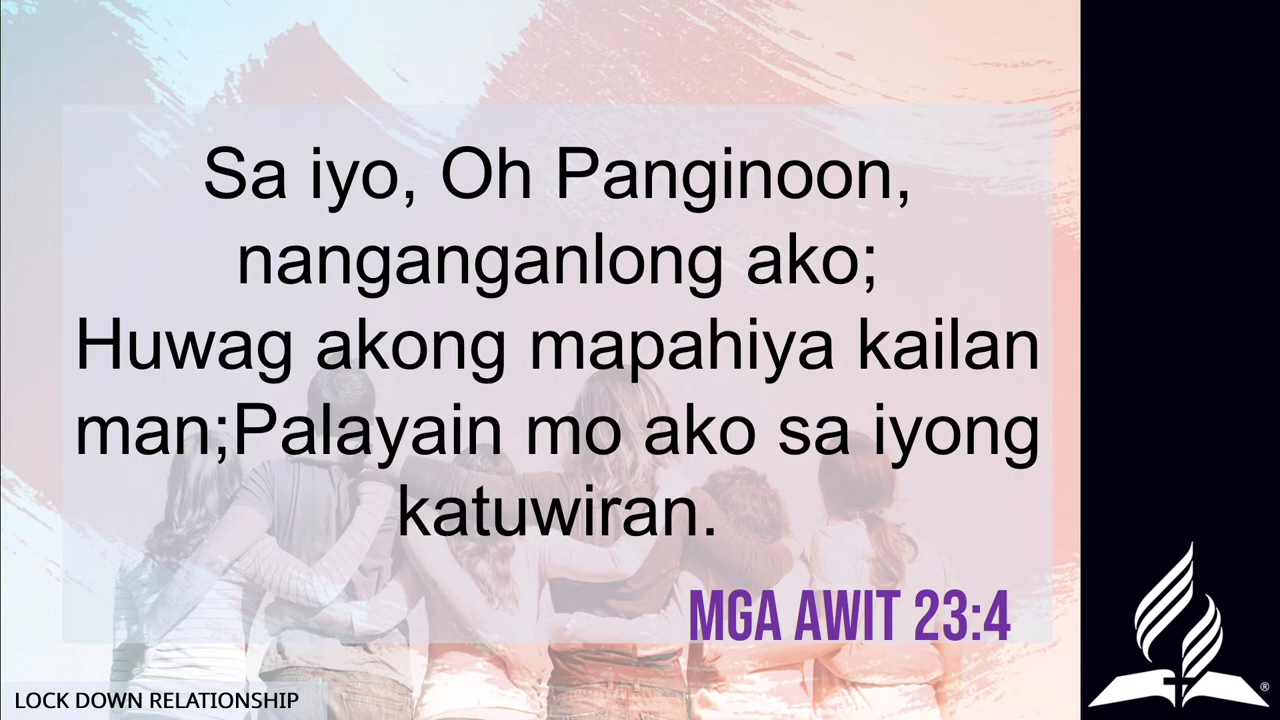 Sa iyo, Oh Panginoon,
nanganganlong ako;
Huwag akong mapahiya kailan
man;Palayain mo ako sa iyong
katuwiran.
MGA AWIT 23:4
LOCK DOWN RELATIONSHIP
®